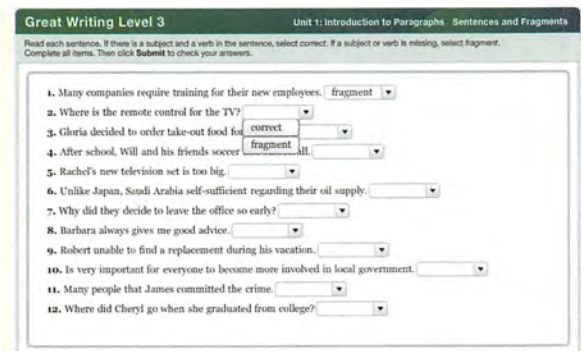 Great Writing Level 3 Unit 1: Introduction to Paragraphs Sentences and Fragments
Read each sentence. If there is a subject and a verb in the sentence, select correct. If a subject or verb is missing, select fragment.
Complete all items. Then click Submit to check your answers.
1. Many companies require training for their new employees. fragment
2. Where is the remote control for the TV?
correct
fragment
3. Gloria decided to order take-out food for
4. After school, Will and his friends soccer all.
5. Rachel's new television set is too big.
6. Unlike Japan, Saudi Arabia self-sufficient regarding their oil supply.
7. Why did they decide to leave the office so early?
8. Barbara always gives me good advice.
9. Robert unable to find a replacement during his vacation.
10. Is very important for everyone to become more involved in local government.
11. Many people that James committed the crime.
12. Where did Cheryl go when she graduated from college?